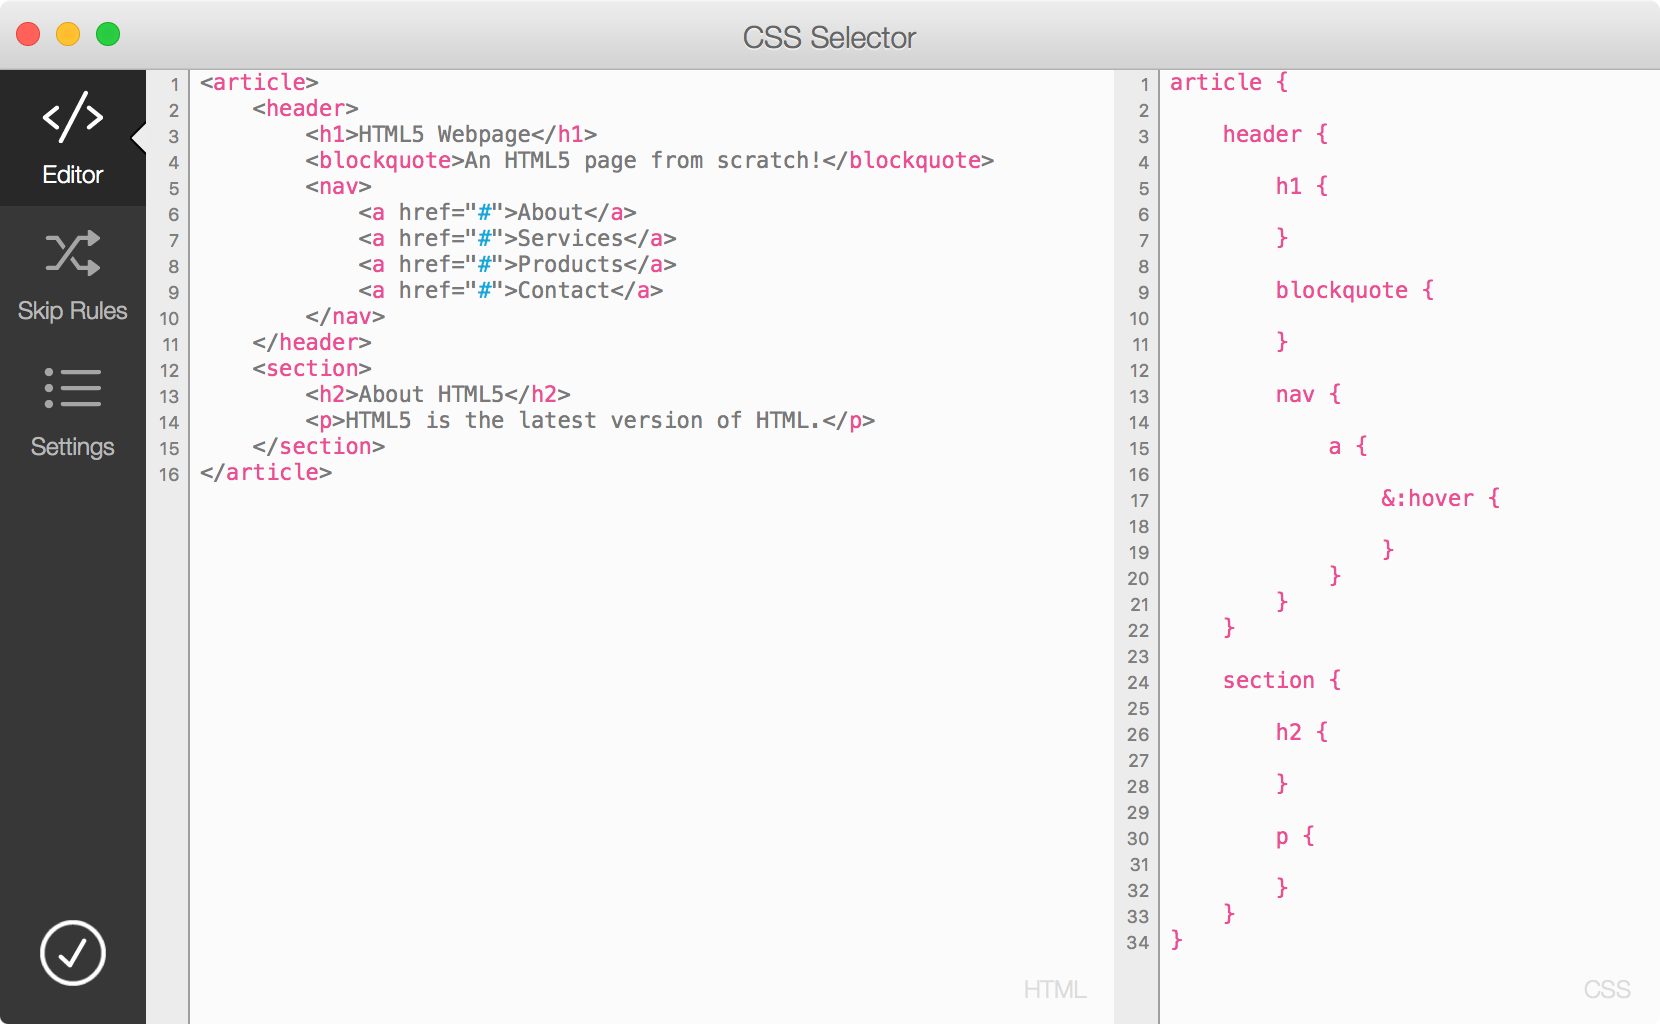 CSS Selector
Editor
Skip Rules
Settings
1 <article>
2     <header>
3         <h1>HTML5 Webpage</h1>
4         <blockquote>An HTML5 page from scratch!</blockquote>
5         <nav>
6             <a href="#">About</a>
7             <a href="#">Services</a>
8             <a href="#">Products</a>
9             <a href="#">Contact</a>
10         </nav>
11     </header>
12     <section>
13         <h2>About HTML5</h2>
14         <p>HTML5 is the latest version of HTML.</p>
15     </section>
16 </article>
HTML
1 article {
2
3     header {
4
5         h1 {
6
7         }
8
9         blockquote {
10
11         }
12
13         nav {
14
15             a {
16
17                 &:hover {
18
19                 }
20             }
21         }
22     }
23
24     section {
25
26         h2 {
27
28         }
29
30         p {
31
32         }
33     }
34 }
CSS